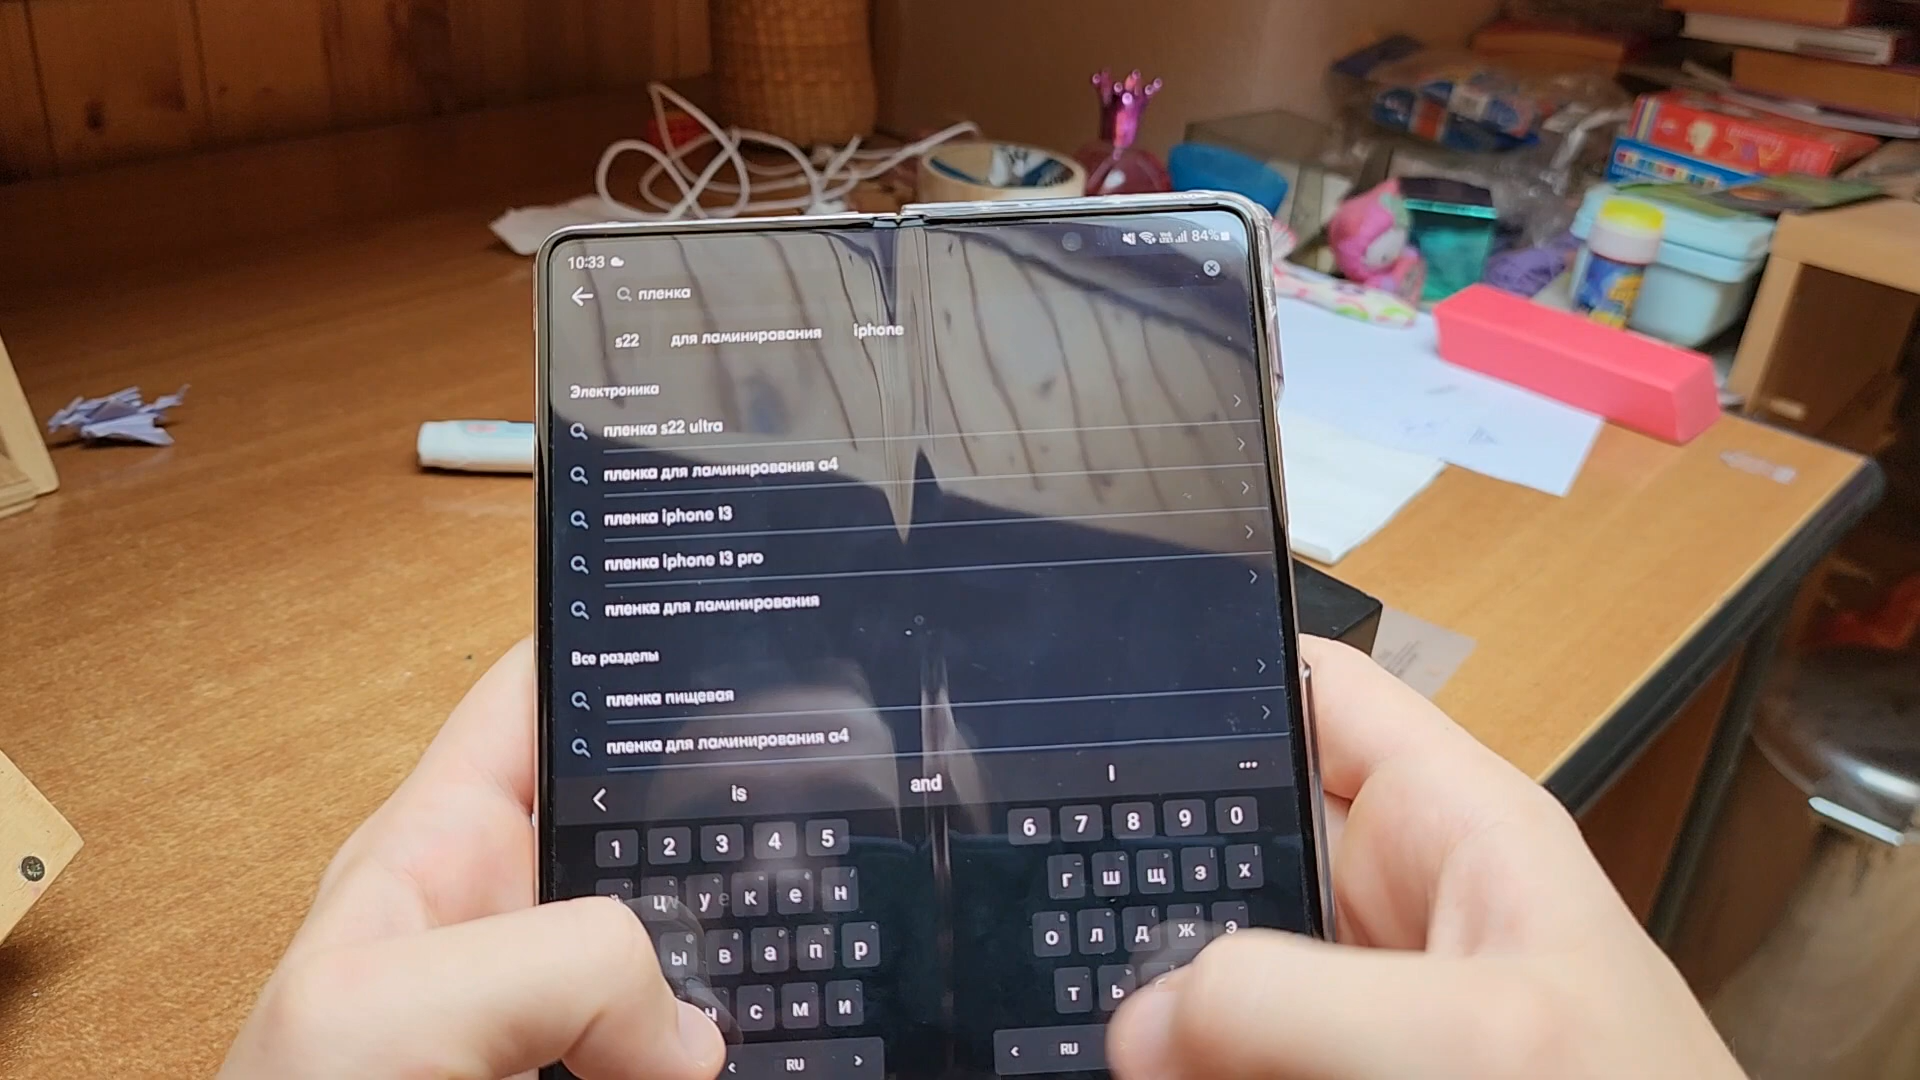 10:33 84%
пленка
s22 для ламинирования iphone
Электроника
пленка s22 ultra
пленка для ламинирования а4
пленка iphone 13
пленка iphone 13 pro
пленка для ламинирования
Все разделы
пленка пищевая
пленка для ламинирования а4
is and I
1 2 3 4 5 6 7 8 9 0
ц у к е н г ш щ з х
ы в а п р о л д ж э
ч с м и т ь
RU RU